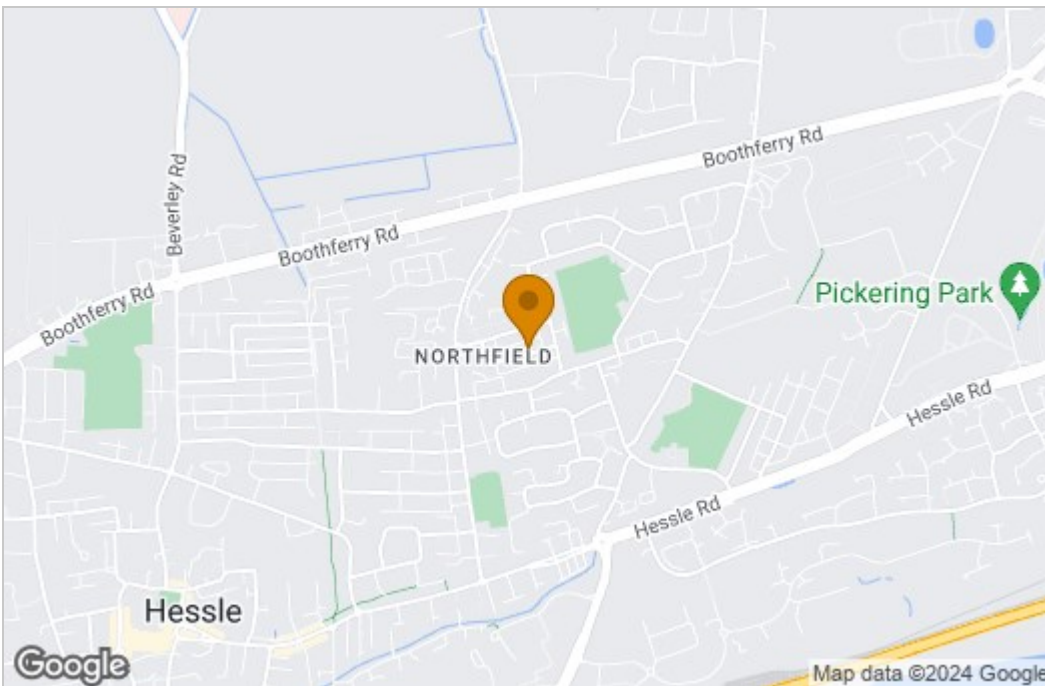 Boothferry Rd
Beverley Rd
Boothferry Rd
Boothferry Rd
Pickering Park
NORTHFIELD
Hessle Rd
Hessle Rd
Hessle
Google
Map data ©2024 Google